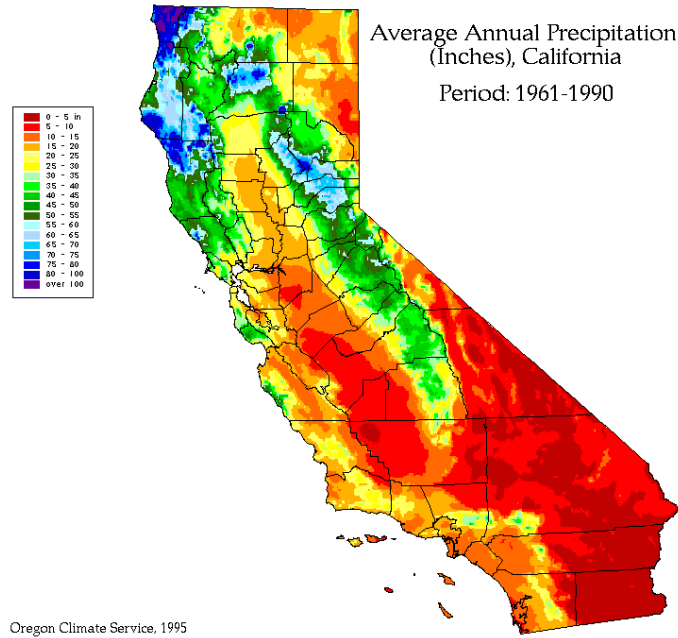 Average Annual Precipitation
(Inches), California
Period: 1961-1990
0 - 5 in
5 - 10
10 - 15
15 - 20
20 - 25
25 - 30
30 - 35
35 - 40
40 - 45
45 - 50
50 - 55
55 - 60
60 - 65
65 - 70
70 - 75
75 - 80
80 - 100
over 100
Oregon Climate Service, 1995